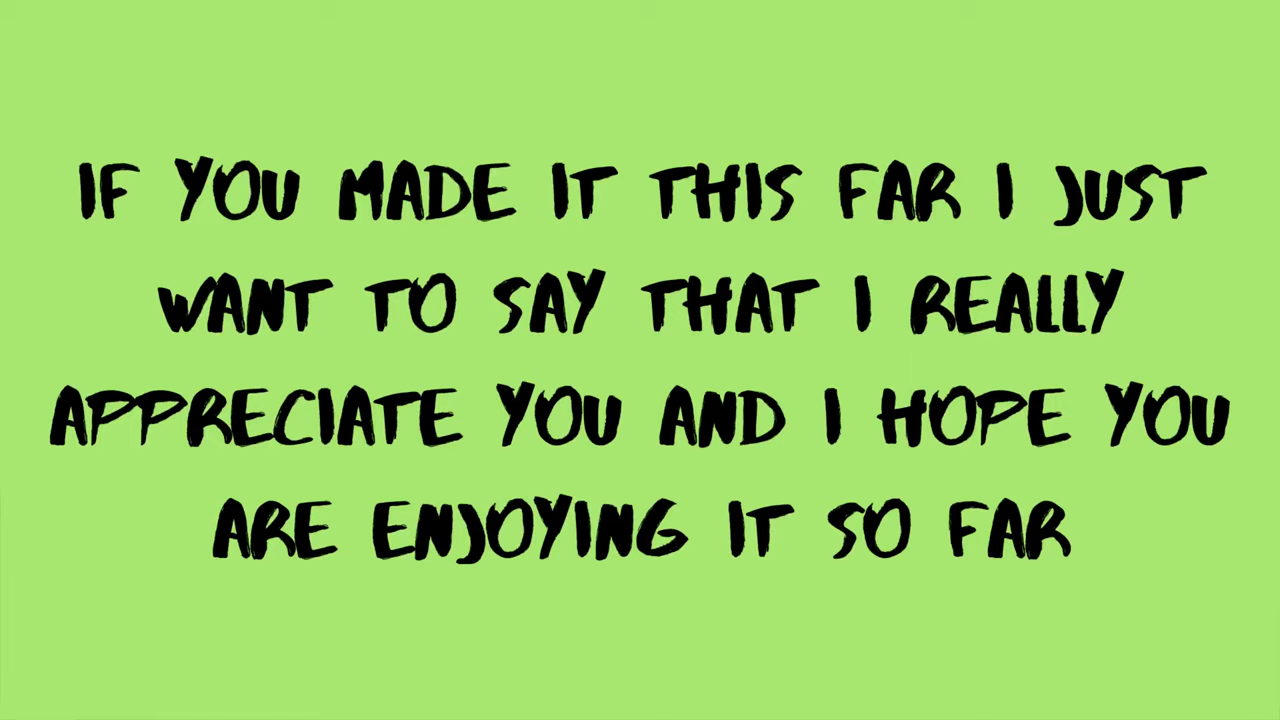 IF YOU MADE IT THIS FAR I JUST
WANT TO SAY THAT I REALLY
APPRECIATE YOU AND I HOPE YOU
ARE ENJOYING IT SO FAR